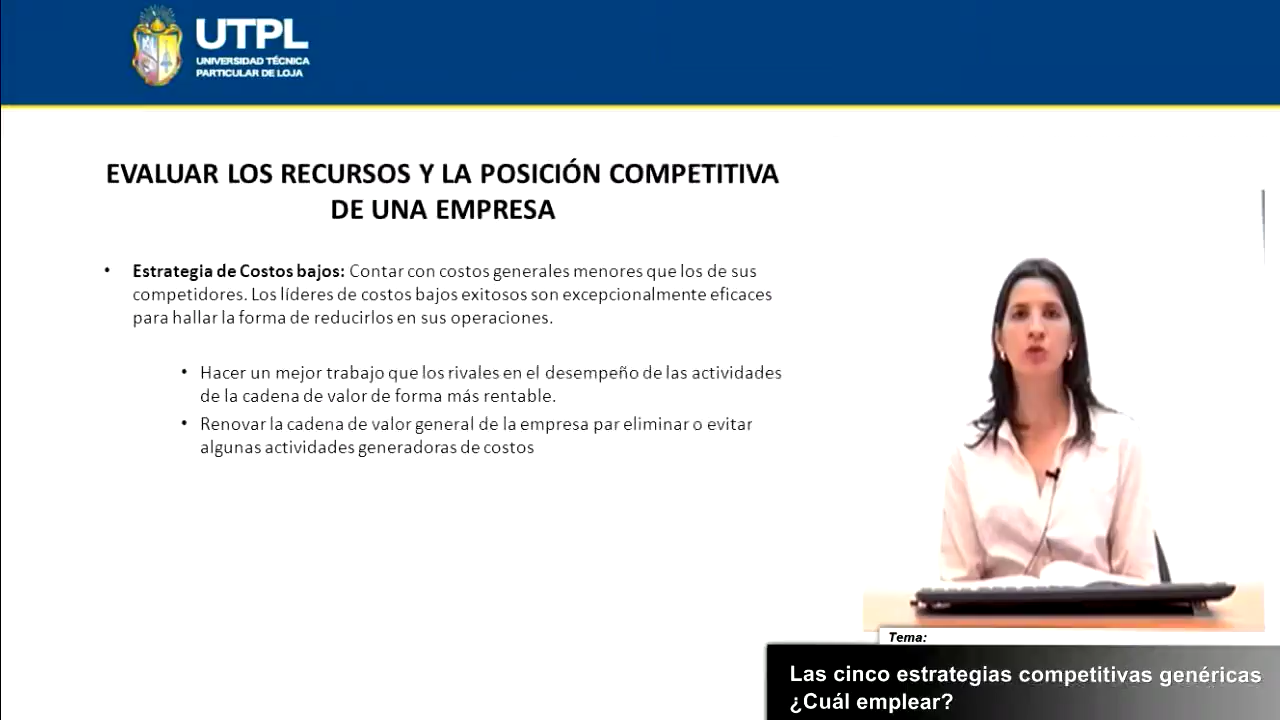 UTPL
UNIVERSIDAD TÉCNICA
PARTICULAR DE LOJA
EVALUAR LOS RECURSOS Y LA POSICIÓN COMPETITIVA
DE UNA EMPRESA
• Estrategia de Costos bajos: Contar con costos generales menores que los de sus
competidores. Los líderes de costos bajos exitosos son excepcionalmente eficaces
para hallar la forma de reducirlos en sus operaciones.
• Hacer un mejor trabajo que los rivales en el desempeño de las actividades
de la cadena de valor de forma más rentable.
• Renovar la cadena de valor general de la empresa par eliminar o evitar
algunas actividades generadoras de costos
Tema:
Las cinco estrategias competitivas genéricas
¿Cuál emplear?